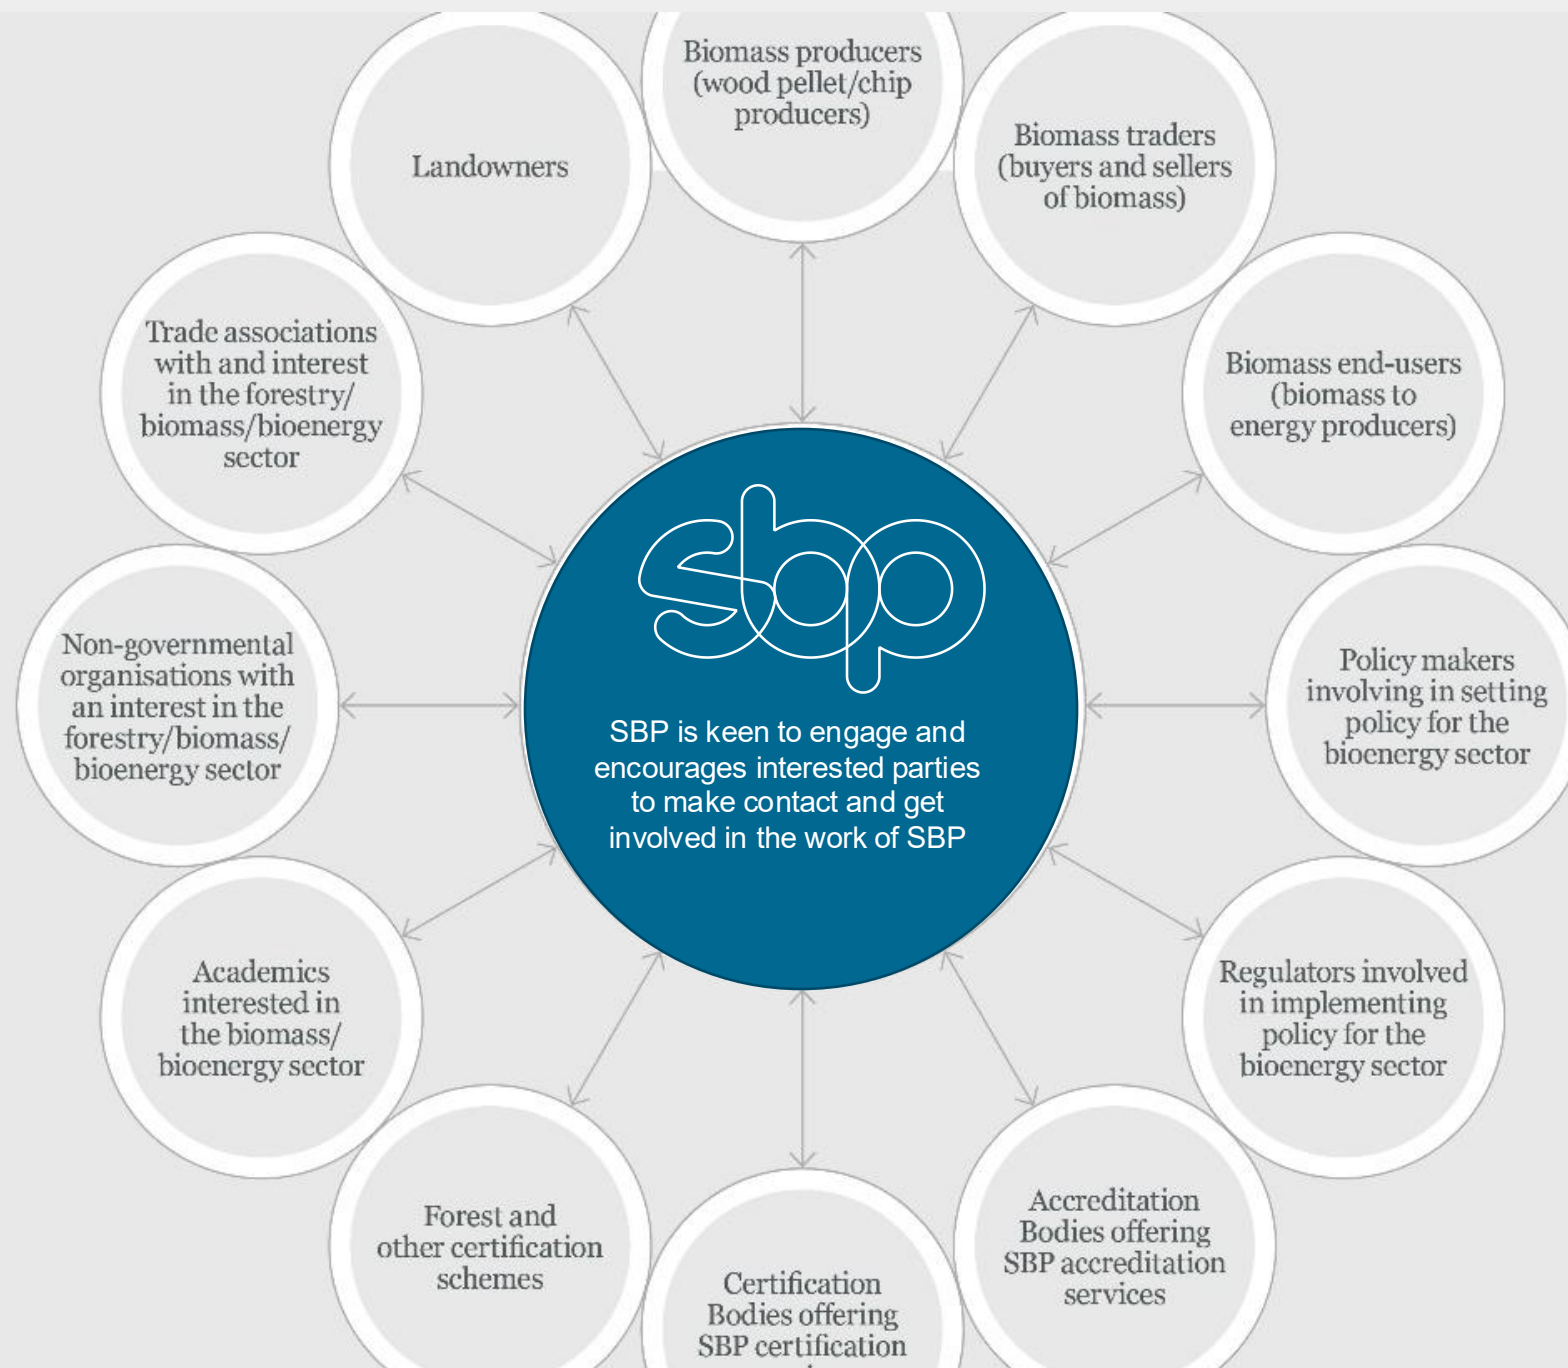 Biomass producers
(wood pellet/chip
producers)
Biomass traders
(buyers and sellers
of biomass)
Biomass end-users
(biomass to
energy producers)
Policy makers
involving in setting
policy for the
bioenergy sector
Regulators involved
in implementing
policy for the
bioenergy sector
Accreditation
Bodies offering
SBP accreditation
services
Certification
Bodies offering
SBP certification
Forest and
other certification
schemes
Academics
interested in
the biomass/
bioenergy sector
Non-governmental
organisations with
an interest in the
forestry/biomass/
bioenergy sector
Trade associations
with and interest
in the forestry/
biomass/bioenergy
sector
Landowners
sbp
SBP is keen to engage and
encourages interested parties
to make contact and get
involved in the work of SBP